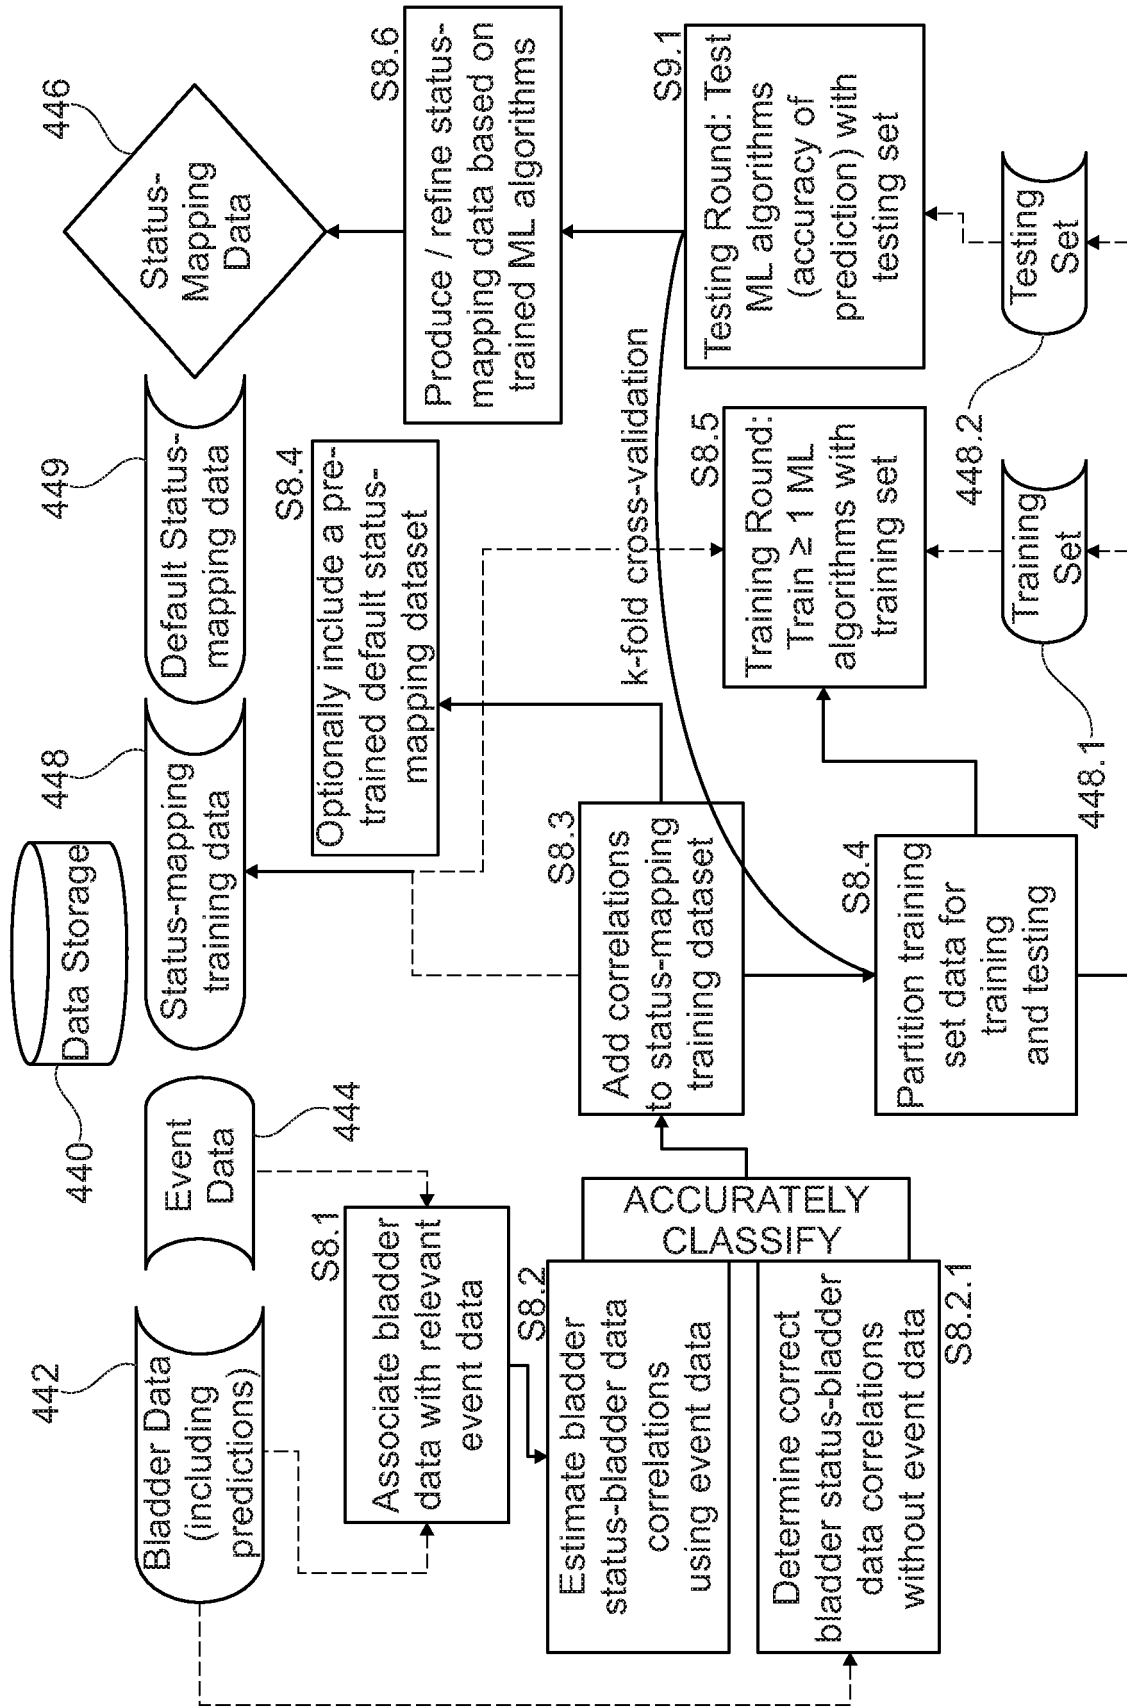 440
Data Storage
442
Bladder Data
(including
predictions)
Event
Data
444
448
Status-mapping
training data
449
Default Status-
mapping data
446
Status-
Mapping
Data
S8.1
Associate bladder
data with relevant
event data
S8.2
Estimate bladder
status-bladder data
correlations
using event data
Determine correct
bladder status-bladder
data correlations
without event data
S8.2.1
ACCURATELY
CLASSIFY
S8.3
Add correlations
to status-mapping
training dataset
S8.4
Optionally include a pre-
trained default status-
mapping dataset
S8.4
Partition training
set data for
training
and testing
k-fold cross-validation
S8.5
Training Round:
Train ≥ 1 ML
algorithms with
training set
S8.6
Produce / refine status-
mapping data based on
trained ML algorithms
S9.1
Testing Round: Test
ML algorithms
(accuracy of
prediction) with
testing set
448.1
Training
Set
448.2
Testing
Set